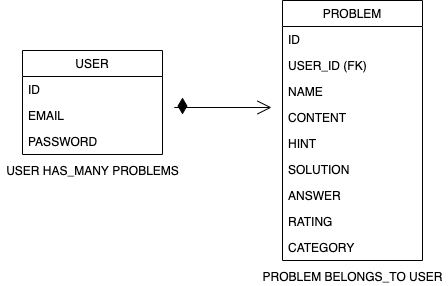 USER
ID
EMAIL
PASSWORD
USER HAS_MANY PROBLEMS
PROBLEM
ID
USER_ID (FK)
NAME
CONTENT
HINT
SOLUTION
ANSWER
RATING
CATEGORY
PROBLEM BELONGS_TO USER